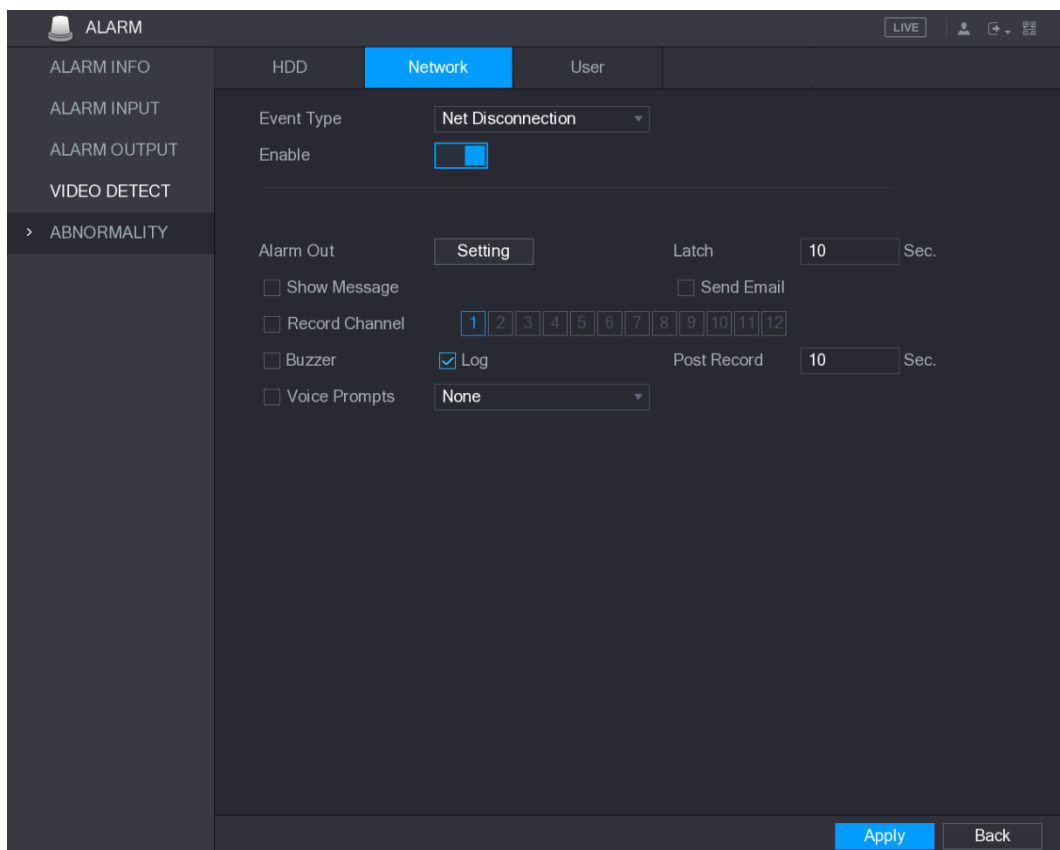 ALARM
LIVE
ALARM INFO
ALARM INPUT
ALARM OUTPUT
VIDEO DETECT
ABNORMALITY
HDD Network User
Event Type Net Disconnection
Enable
Alarm Out Setting Latch 10 Sec.
Show Message Send Email
Record Channel 1 2 3 4 5 6 7 8 9 10 11 12
Buzzer Log Post Record 10 Sec.
Voice Prompts None
Apply Back